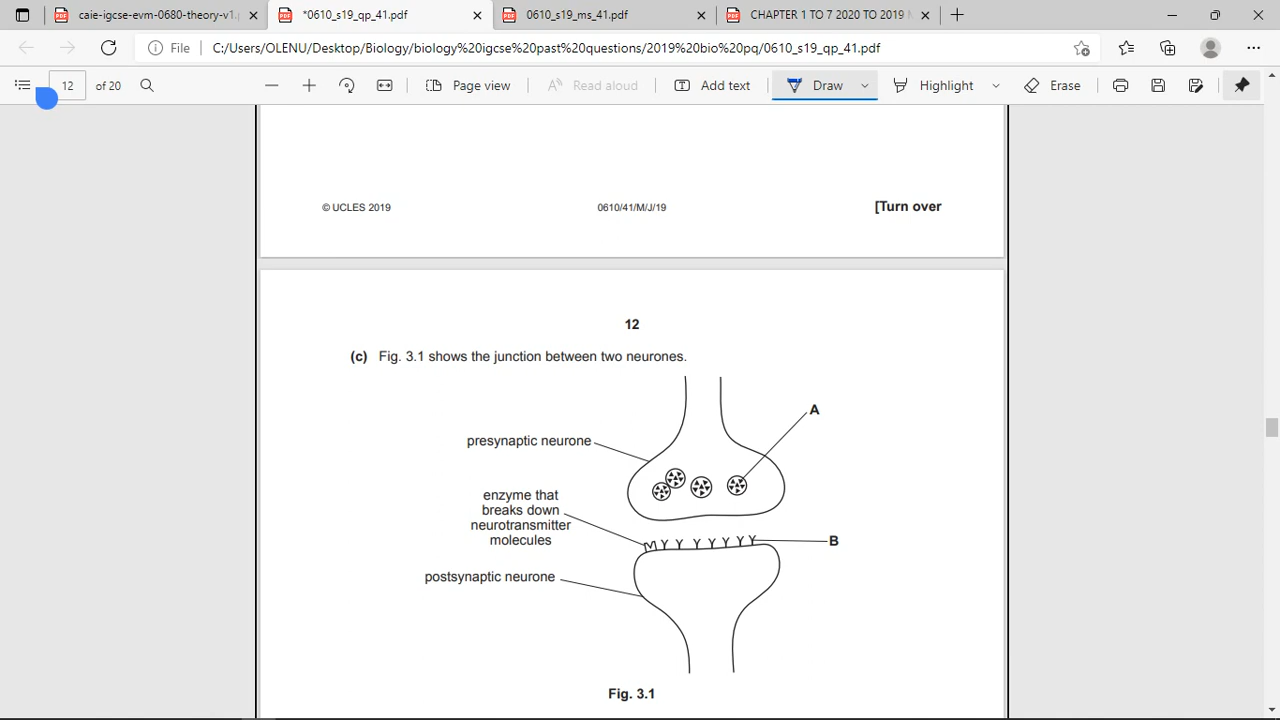 caie-igcse-evm-0680-theory-v1.p
*0610_s19_qp_41.pdf
0610_s19_ms_41.pdf
CHAPTER 1 TO 7 2020 TO 2019 M
File
C:/Users/OLENU/Desktop/Biology/biology%20igcse%20past%20questions/2019%20bio%20pq/0610_s19_qp_41.pdf
12 of 20
Page view
Read aloud
Add text
Draw
Highlight
Erase
© UCLES 2019
0610/41/M/J/19
[Turn over
12
(c) Fig. 3.1 shows the junction between two neurones.
A
presynaptic neurone
enzyme that
breaks down
neurotransmitter
molecules
B
postsynaptic neurone
Fig. 3.1